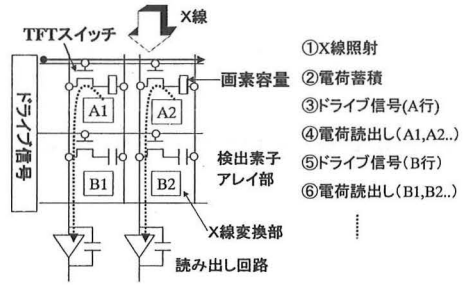 X線
TFTスイッチ
画素容量
ドライブ信号
A1
A2
B1
B2
検出素子
アレイ部
X線変換部
読み出し回路
①X線照射
②電荷蓄積
③ドライブ信号(A行)
④電荷読出し(A1,A2..)
⑤ドライブ信号(B行)
⑥電荷読出し(B1,B2..)